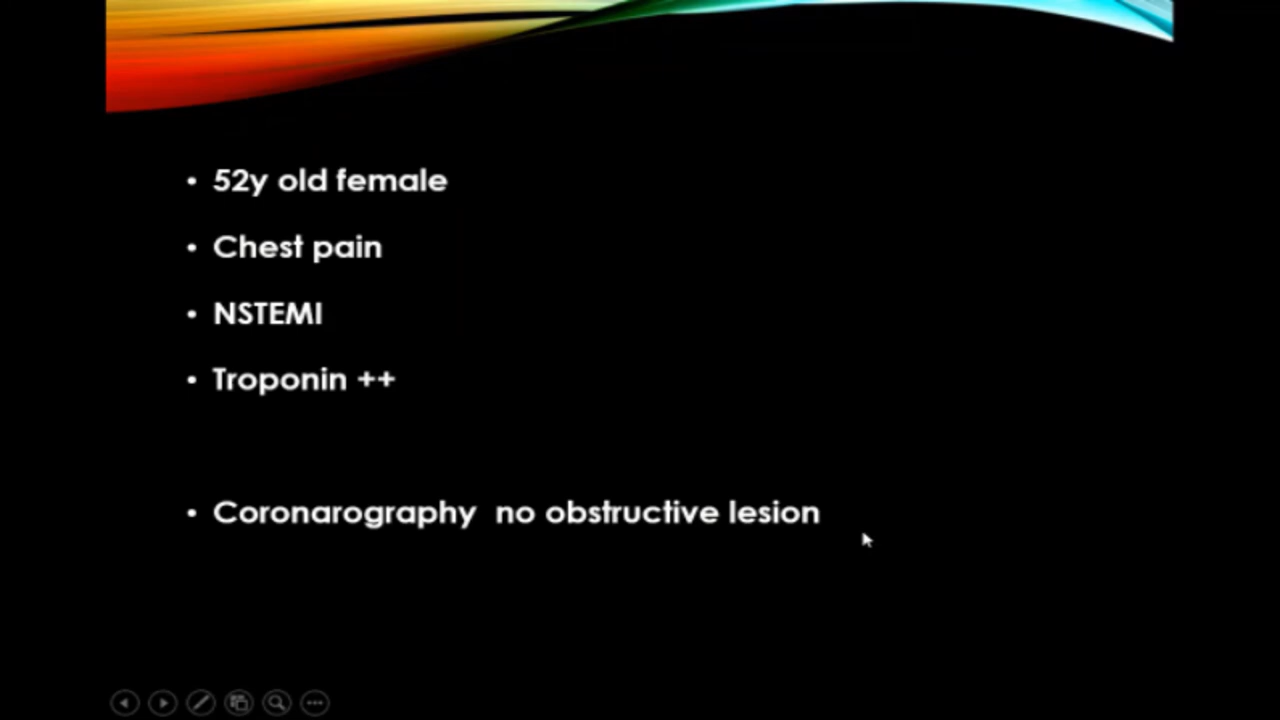 • 52y old female
• Chest pain
• NSTEMI
• Troponin ++
• Coronarography no obstructive lesion